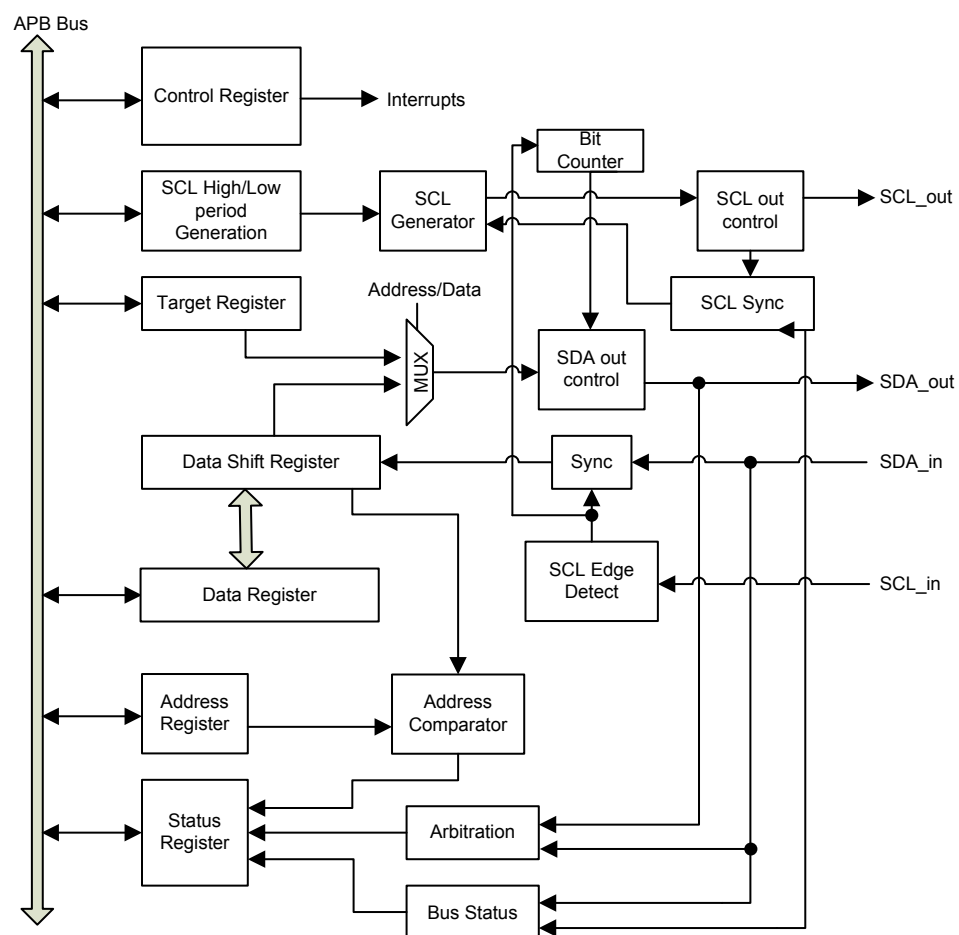 APB Bus
Control Register
Interrupts
Bit
Counter
SCL High/Low
period
Generation
SCL
Generator
SCL out
control
SCL_out
Target Register
Address/Data
SCL Sync
MUX
SDA out
control
SDA_out
Data Shift Register
Sync
SDA_in
SCL Edge
Detect
SCL_in
Data Register
Address
Register
Address
Comparator
Status
Register
Arbitration
Bus Status